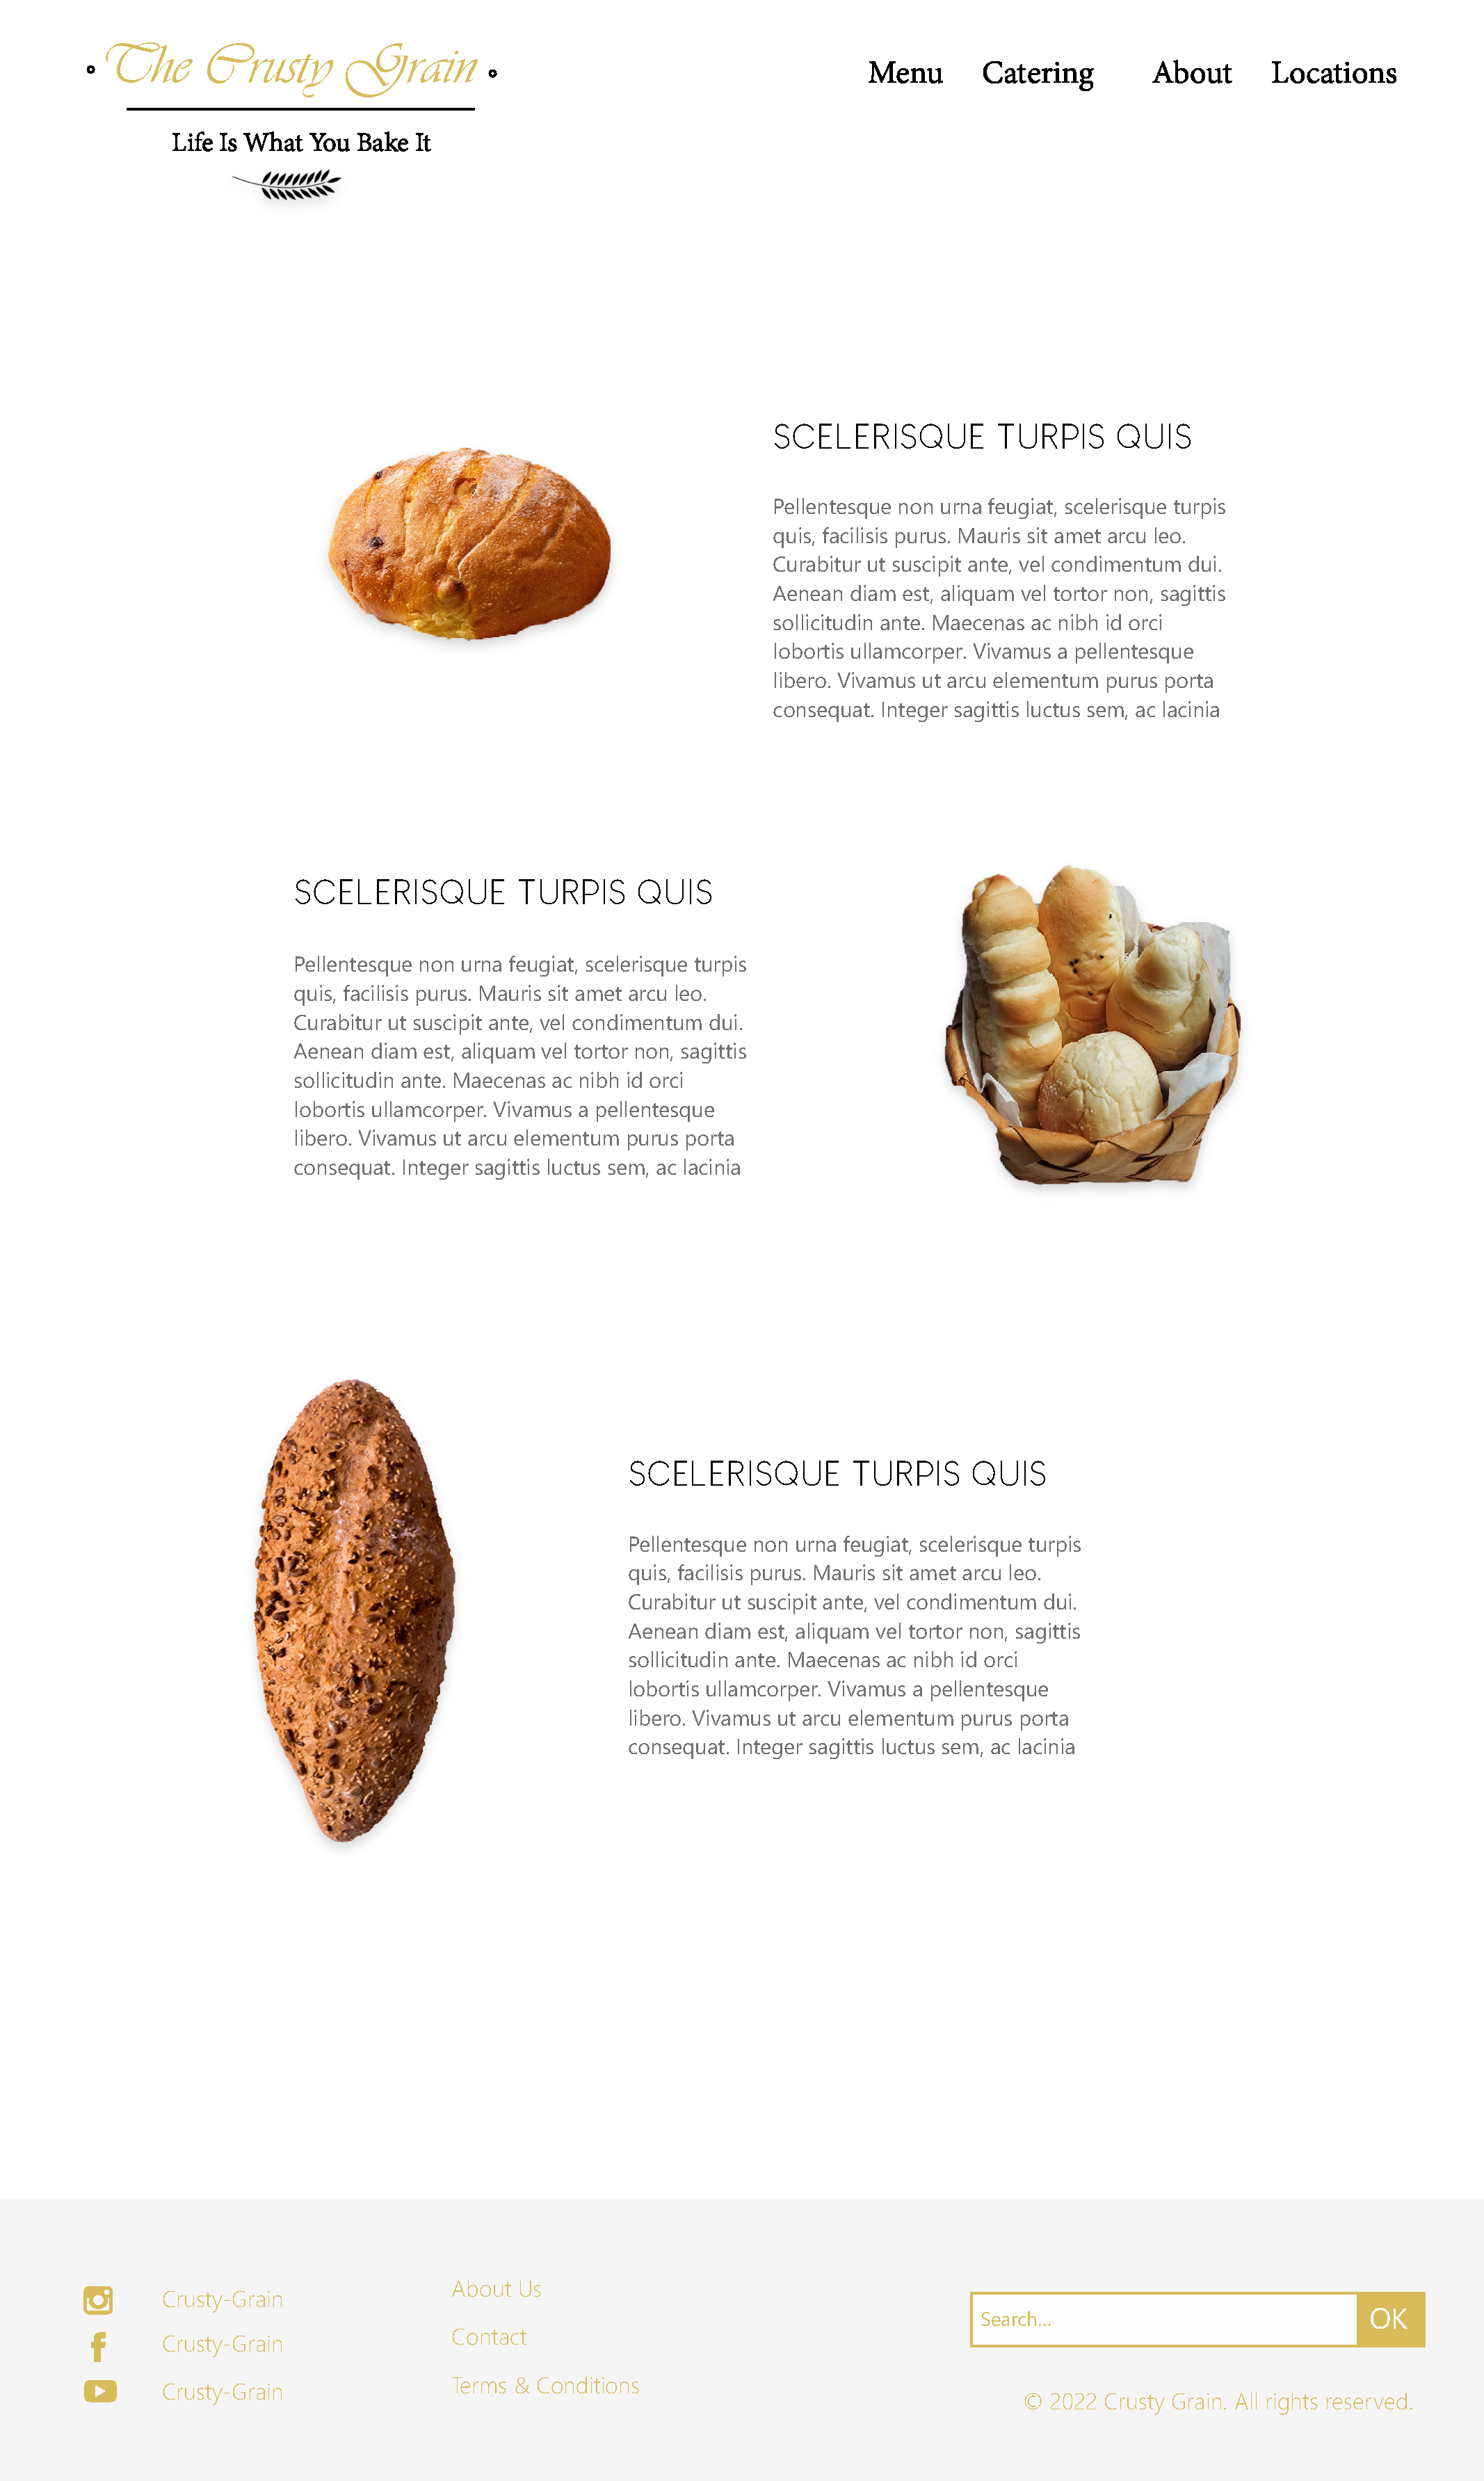 The Crusty Grain
Life Is What You Bake It
Menu Catering About Locations
SCELERISQUE TURPIS QUIS
Pellentesque non urna feugiat, scelerisque turpis
quis, facilisis purus. Mauris sit amet arcu leo.
Curabitur ut suscipit ante, vel condimentum dui.
Aenean diam est, aliquam vel tortor non, sagittis
sollicitudin ante. Maecenas ac nibh id orci
lobortis ullamcorper. Vivamus a pellentesque
libero. Vivamus ut arcu elementum purus porta
consequat. Integer sagittis luctus sem, ac lacinia
SCELERISQUE TURPIS QUIS
Pellentesque non urna feugiat, scelerisque turpis
quis, facilisis purus. Mauris sit amet arcu leo.
Curabitur ut suscipit ante, vel condimentum dui.
Aenean diam est, aliquam vel tortor non, sagittis
sollicitudin ante. Maecenas ac nibh id orci
lobortis ullamcorper. Vivamus a pellentesque
libero. Vivamus ut arcu elementum purus porta
consequat. Integer sagittis luctus sem, ac lacinia
SCELERISQUE TURPIS QUIS
Pellentesque non urna feugiat, scelerisque turpis
quis, facilisis purus. Mauris sit amet arcu leo.
Curabitur ut suscipit ante, vel condimentum dui.
Aenean diam est, aliquam vel tortor non, sagittis
sollicitudin ante. Maecenas ac nibh id orci
lobortis ullamcorper. Vivamus a pellentesque
libero. Vivamus ut arcu elementum purus porta
consequat. Integer sagittis luctus sem, ac lacinia
Crusty-Grain
Crusty-Grain
Crusty-Grain
About Us
Contact
Terms & Conditions
Search... OK
© 2022 Crusty Grain. All rights reserved.